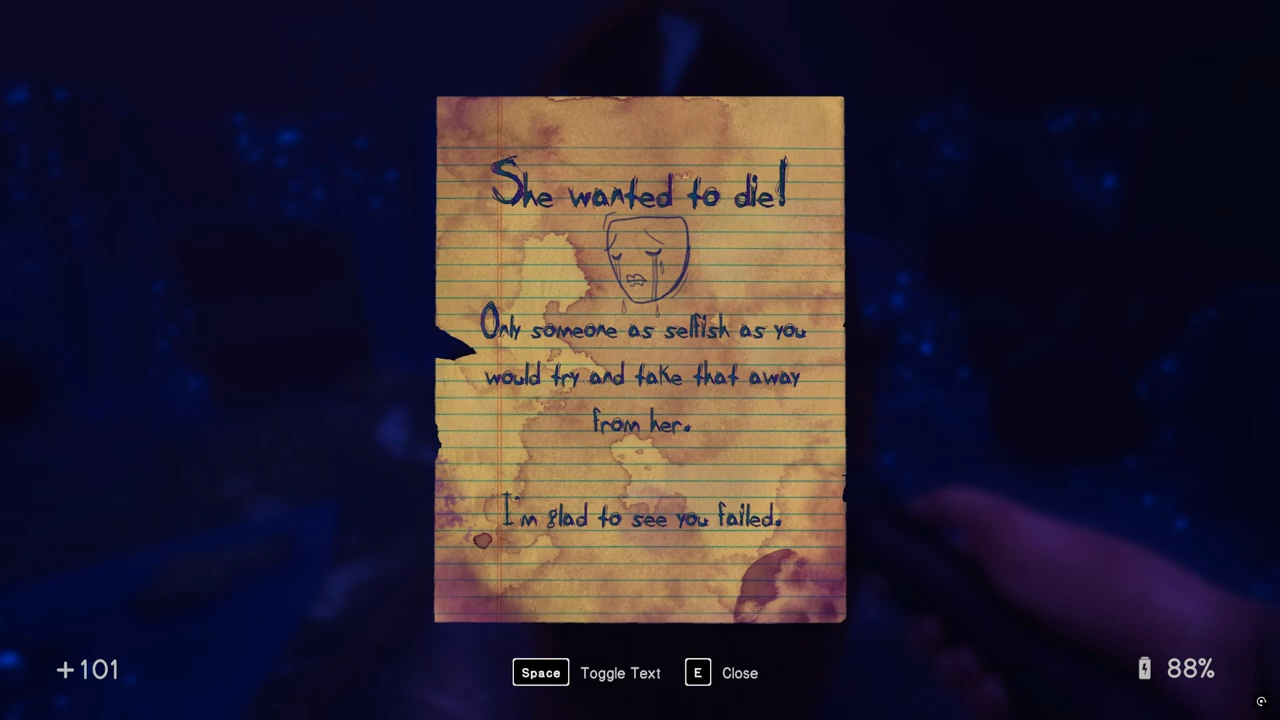 She wanted to die!
Only someone as selfish as you
would try and take that away
from her.
I'm glad to see you failed.
+101
Space Toggle Text E Close
88%